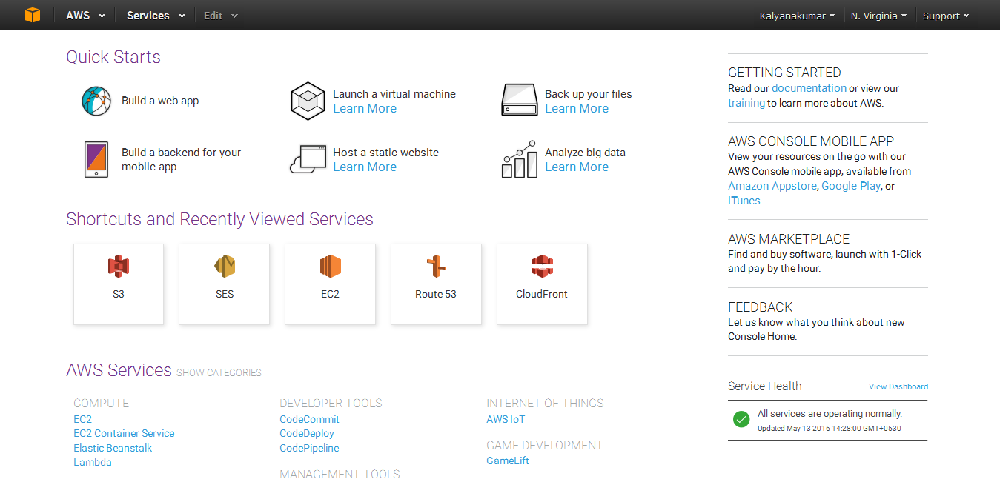 AWS Services Edit Kalyanakumar N. Virginia Support
Quick Starts
Build a web app
Launch a virtual machine
Learn More
Back up your files
Learn More
Build a backend for your
mobile app
Host a static website
Learn More
Analyze big data
Learn More
Shortcuts and Recently Viewed Services
S3
SES
EC2
Route 53
CloudFront
AWS Services SHOW CATEGORIES
COMPUTE
EC2
EC2 Container Service
Elastic Beanstalk
Lambda
DEVELOPER TOOLS
CodeCommit
CodeDeploy
CodePipeline
MANAGEMENT TOOLS
INTERNET OF THINGS
AWS IoT
GAME DEVELOPMENT
GameLift
GETTING STARTED
Read our documentation or view our
training to learn more about AWS.
AWS CONSOLE MOBILE APP
View your resources on the go with our
AWS Console mobile app, available from
Amazon Appstore, Google Play, or
iTunes.
AWS MARKETPLACE
Find and buy software, launch with 1-Click
and pay by the hour.
FEEDBACK
Let us know what you think about new
Console Home.
Service Health View Dashboard
All services are operating normally.
Updated May 13 2016 14:28:00 GMT+0530